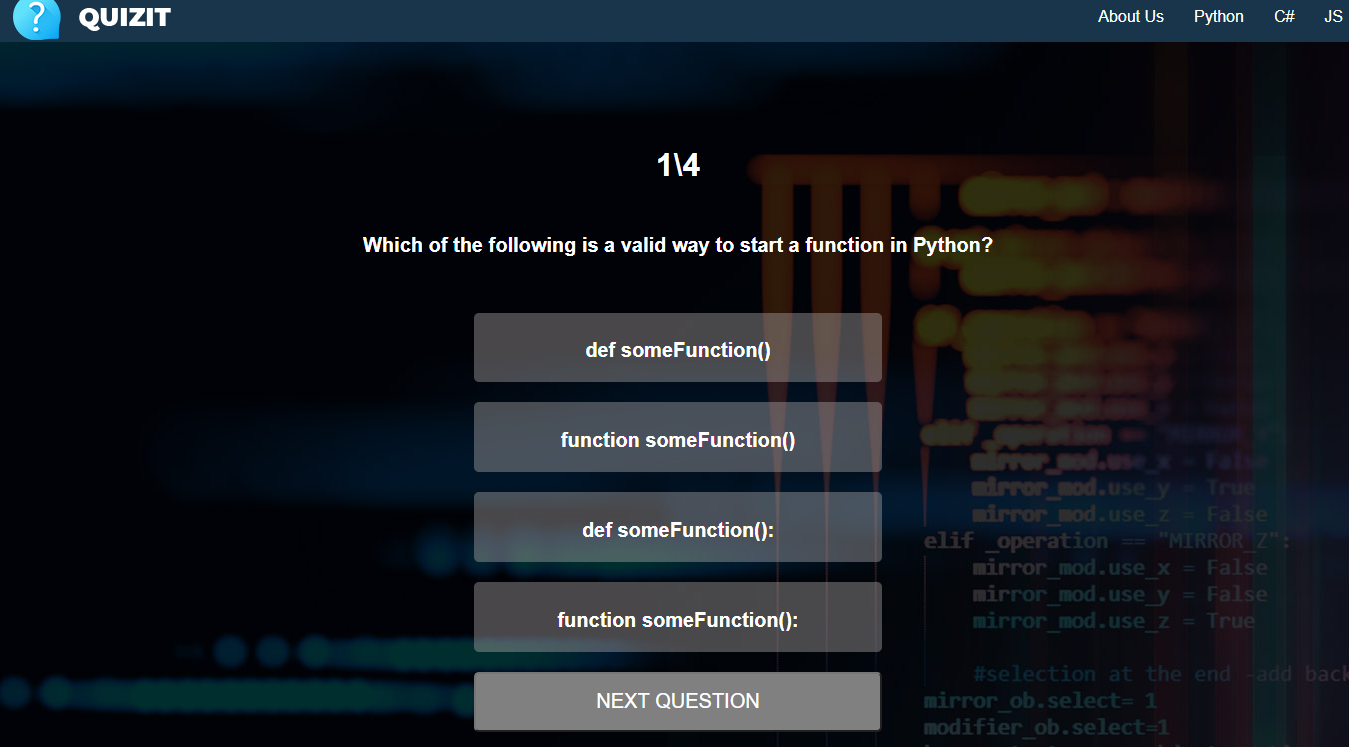 ?
QUIZIT
About Us Python C# JS
1\4
Which of the following is a valid way to start a function in Python?
def someFunction()
function someFunction()
def someFunction():
function someFunction():
NEXT QUESTION
elif _operation ==
mirror_mod.use_x = False
mirror_mod.use_y = True
mirror_mod.use_z = False
elif _operation == "MIRROR_Z":
mirror_mod.use_x = False
mirror_mod.use_y = False
mirror_mod.use_z = True
#selection at the end -add back
mirror_ob.select= 1
modifier_ob.select=1